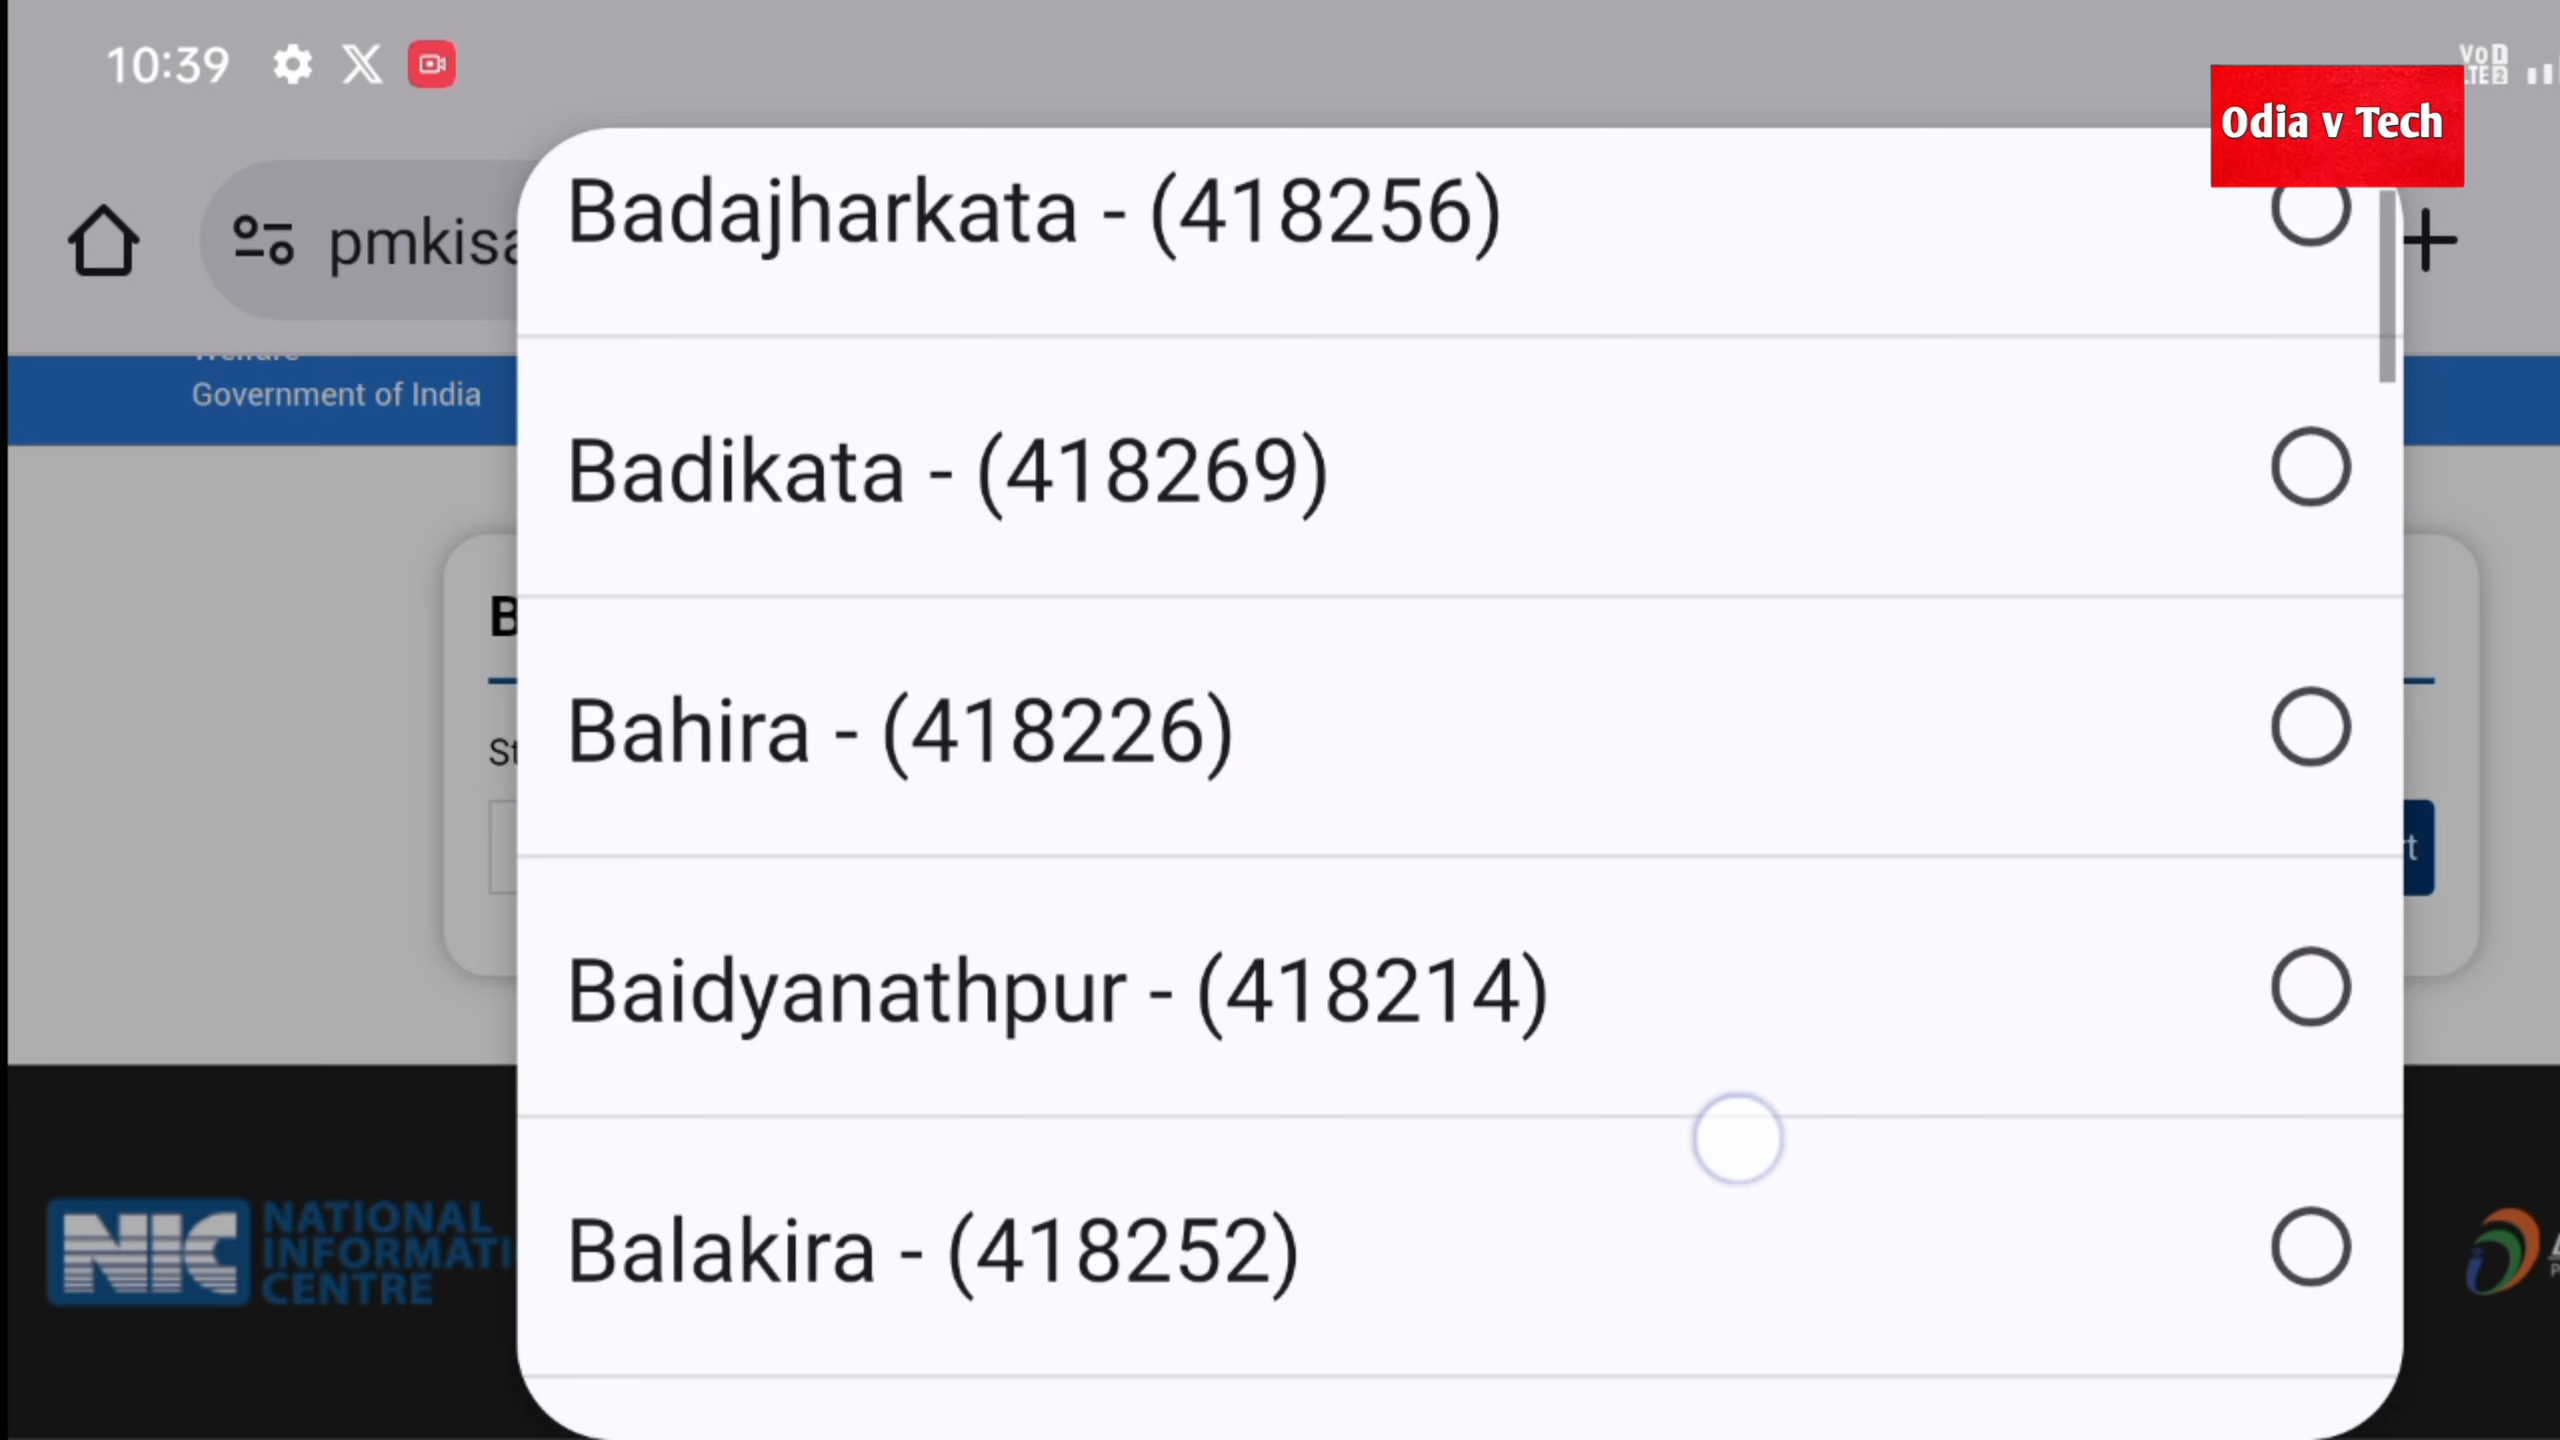 10:39
Odia v Tech
pmkisa
Government of India
Badajharkata - (418256)
Badikata - (418269)
Bahira - (418226)
Baidyanathpur - (418214)
Balakira - (418252)
NIC NATIONAL
INFORMATI
CENTRE